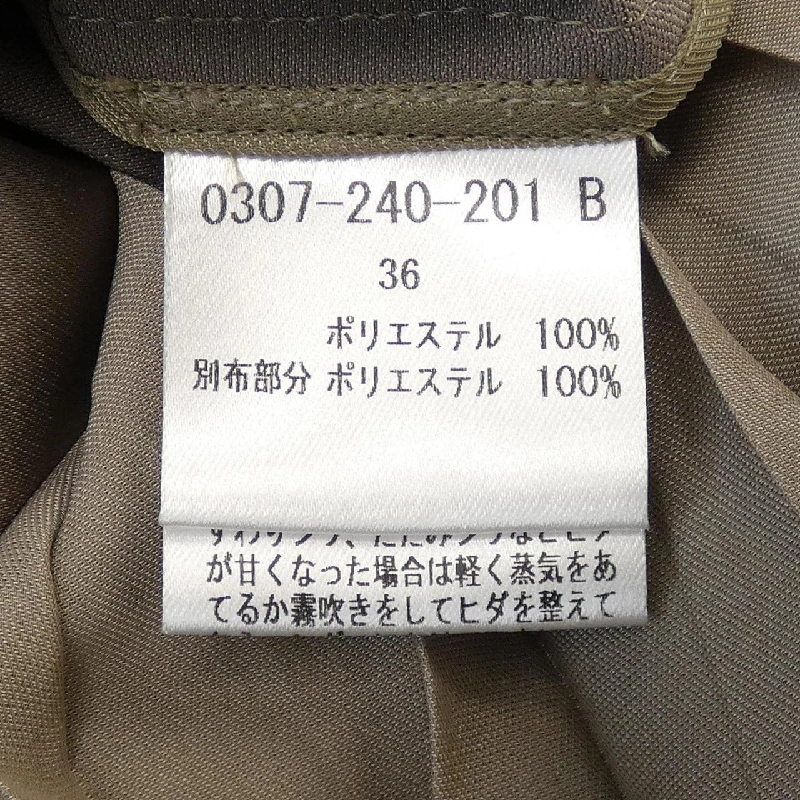 0307-240-201 B
36
ポリエステル 100%
別布部分 ポリエステル 100%
が甘くなった場合は軽く蒸気をあ
てるか霧吹きをしてヒダを整えて